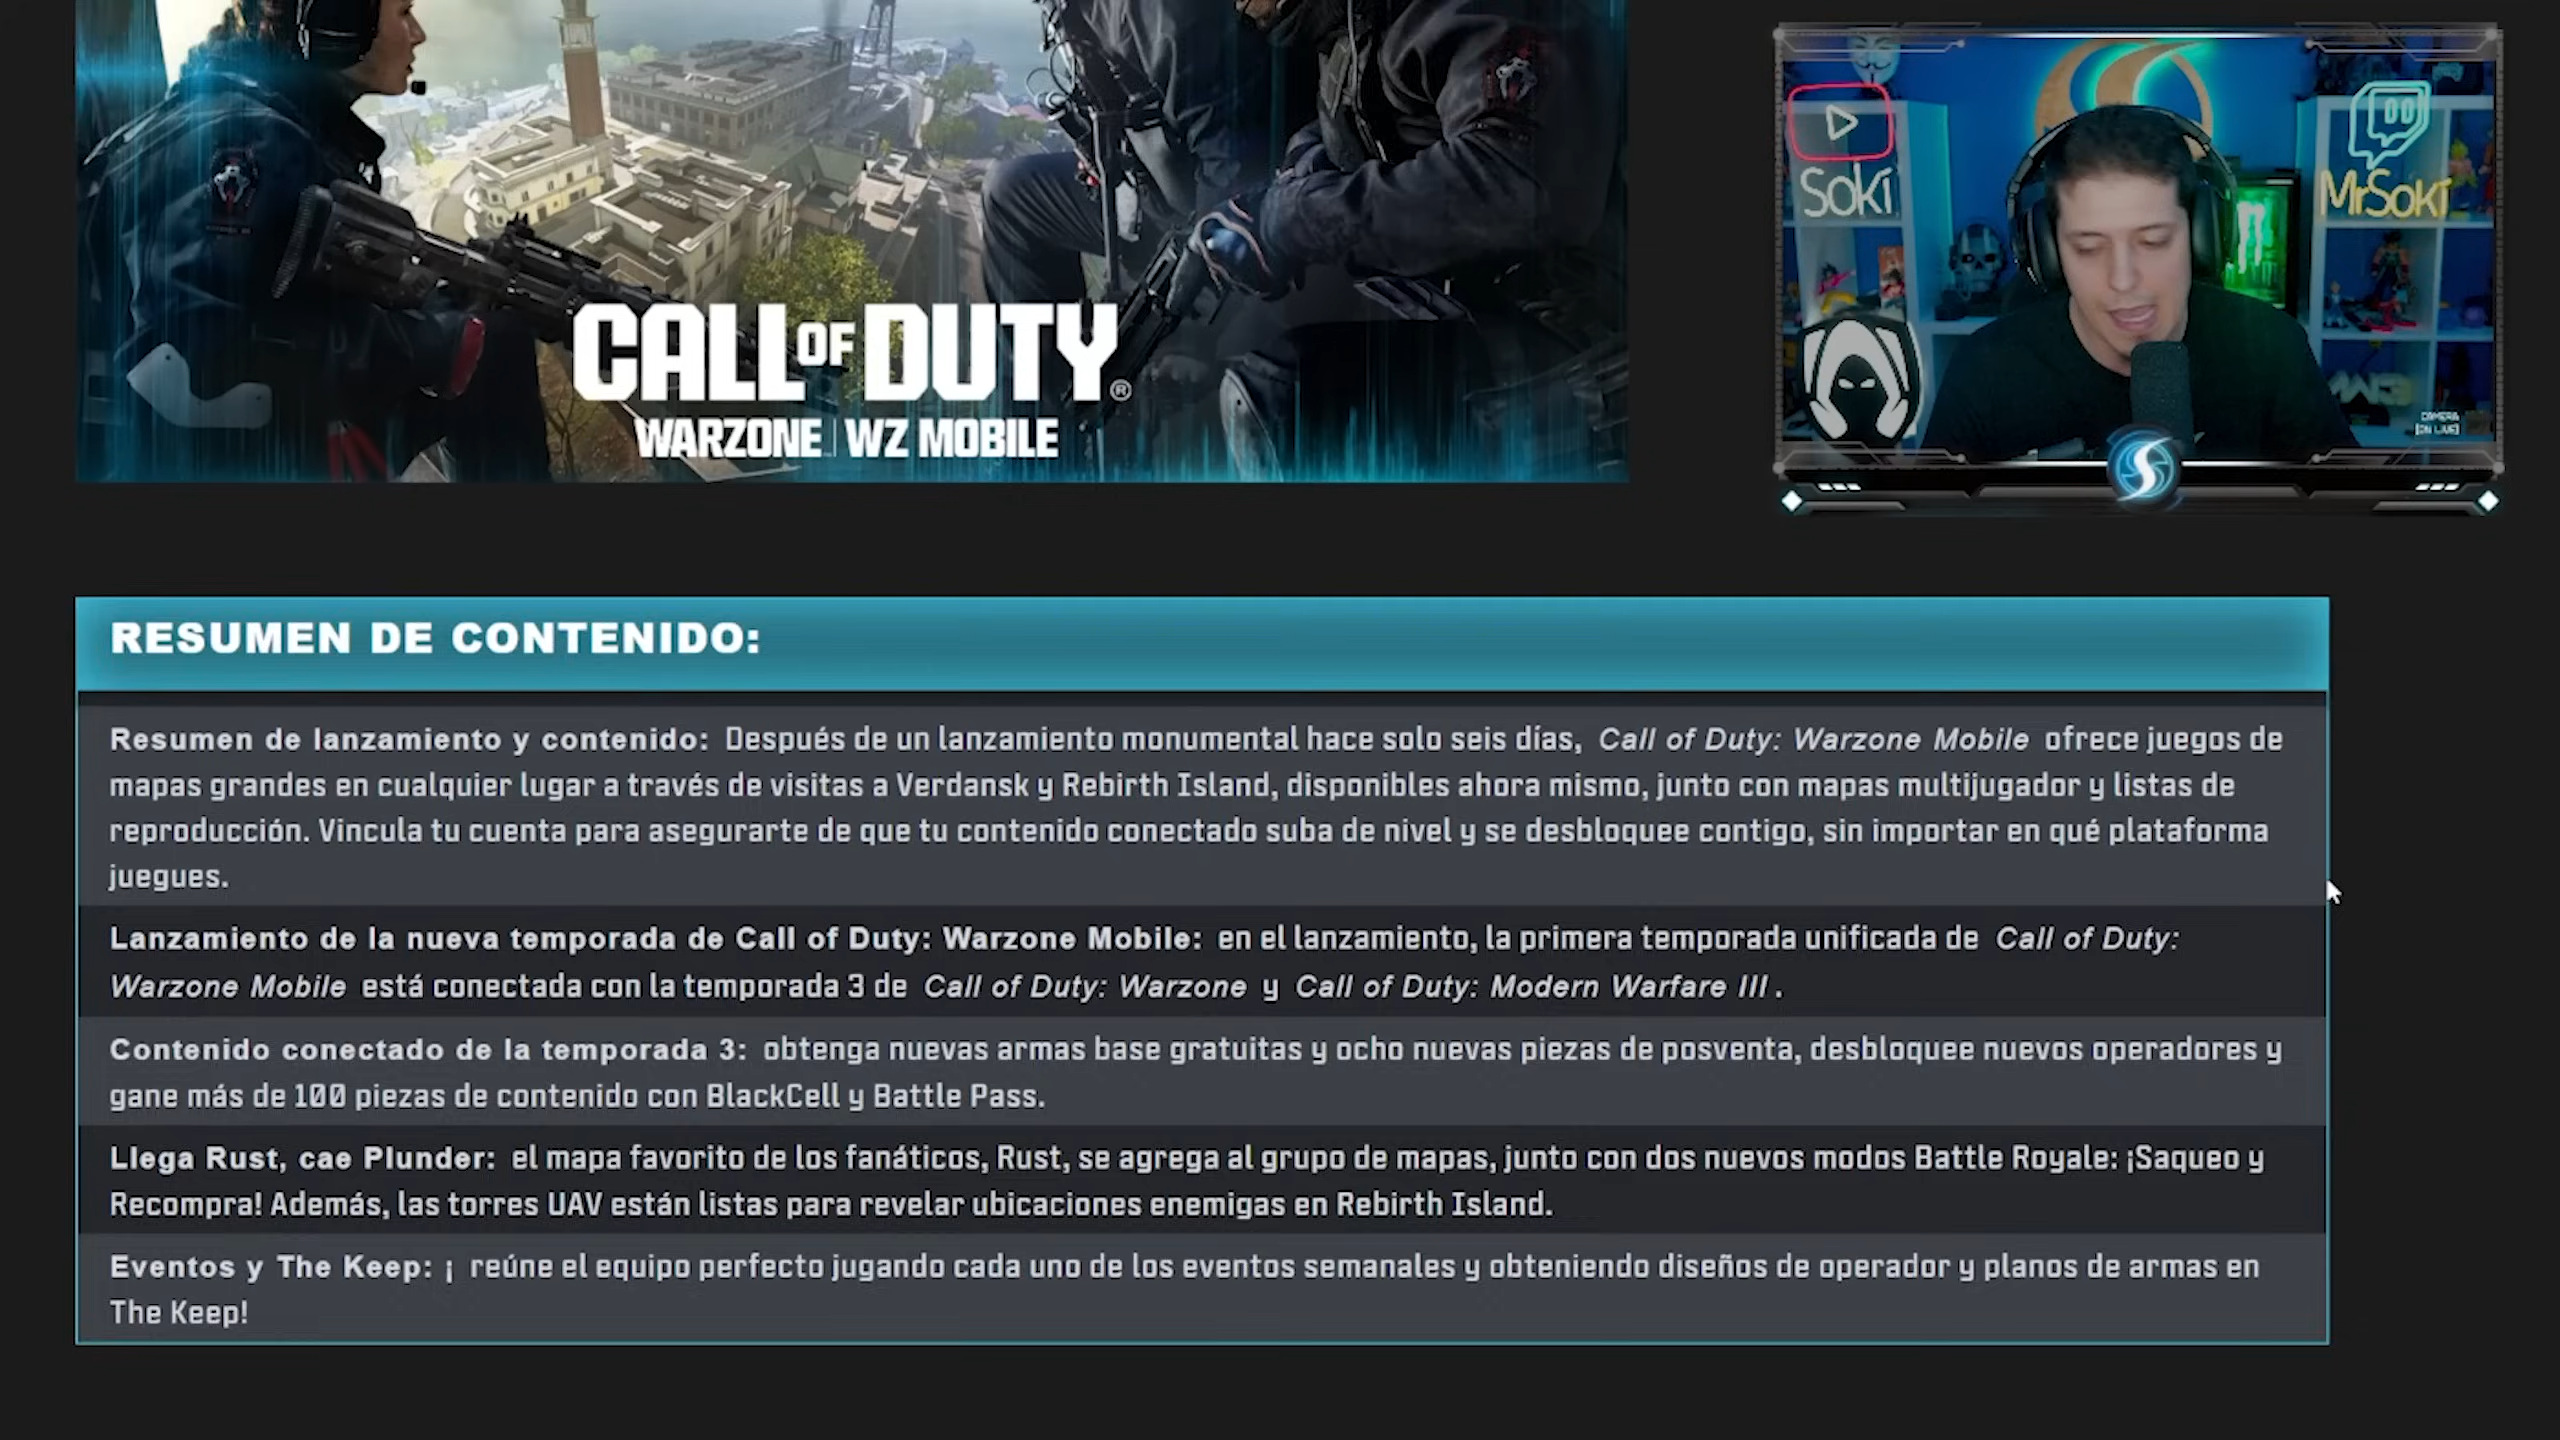 CALL OF DUTY®
WARZONE | WZ MOBILE
Soki
MrSoki
MW3
CAMERA
[ON LIVE]
RESUMEN DE CONTENIDO:
Resumen de lanzamiento y contenido: Después de un lanzamiento monumental hace solo seis días, Call of Duty: Warzone Mobile ofrece juegos de
mapas grandes en cualquier lugar a través de visitas a Verdansk y Rebirth Island, disponibles ahora mismo, junto con mapas multijugador y listas de
reproducción. Vincula tu cuenta para asegurarte de que tu contenido conectado suba de nivel y se desbloquee contigo, sin importar en qué plataforma
juegues.
Lanzamiento de la nueva temporada de Call of Duty: Warzone Mobile: en el lanzamiento, la primera temporada unificada de Call of Duty:
Warzone Mobile está conectada con la temporada 3 de Call of Duty: Warzone y Call of Duty: Modern Warfare III .
Contenido conectado de la temporada 3: obtenga nuevas armas base gratuitas y ocho nuevas piezas de posventa, desbloquee nuevos operadores y
gane más de 100 piezas de contenido con BlackCell y Battle Pass.
Llega Rust, cae Plunder: el mapa favorito de los fanáticos, Rust, se agrega al grupo de mapas, junto con dos nuevos modos Battle Royale: ¡Saqueo y
Recompra! Además, las torres UAV están listas para revelar ubicaciones enemigas en Rebirth Island.
Eventos y The Keep: ¡ reúne el equipo perfecto jugando cada uno de los eventos semanales y obteniendo diseños de operador y planos de armas en
The Keep!